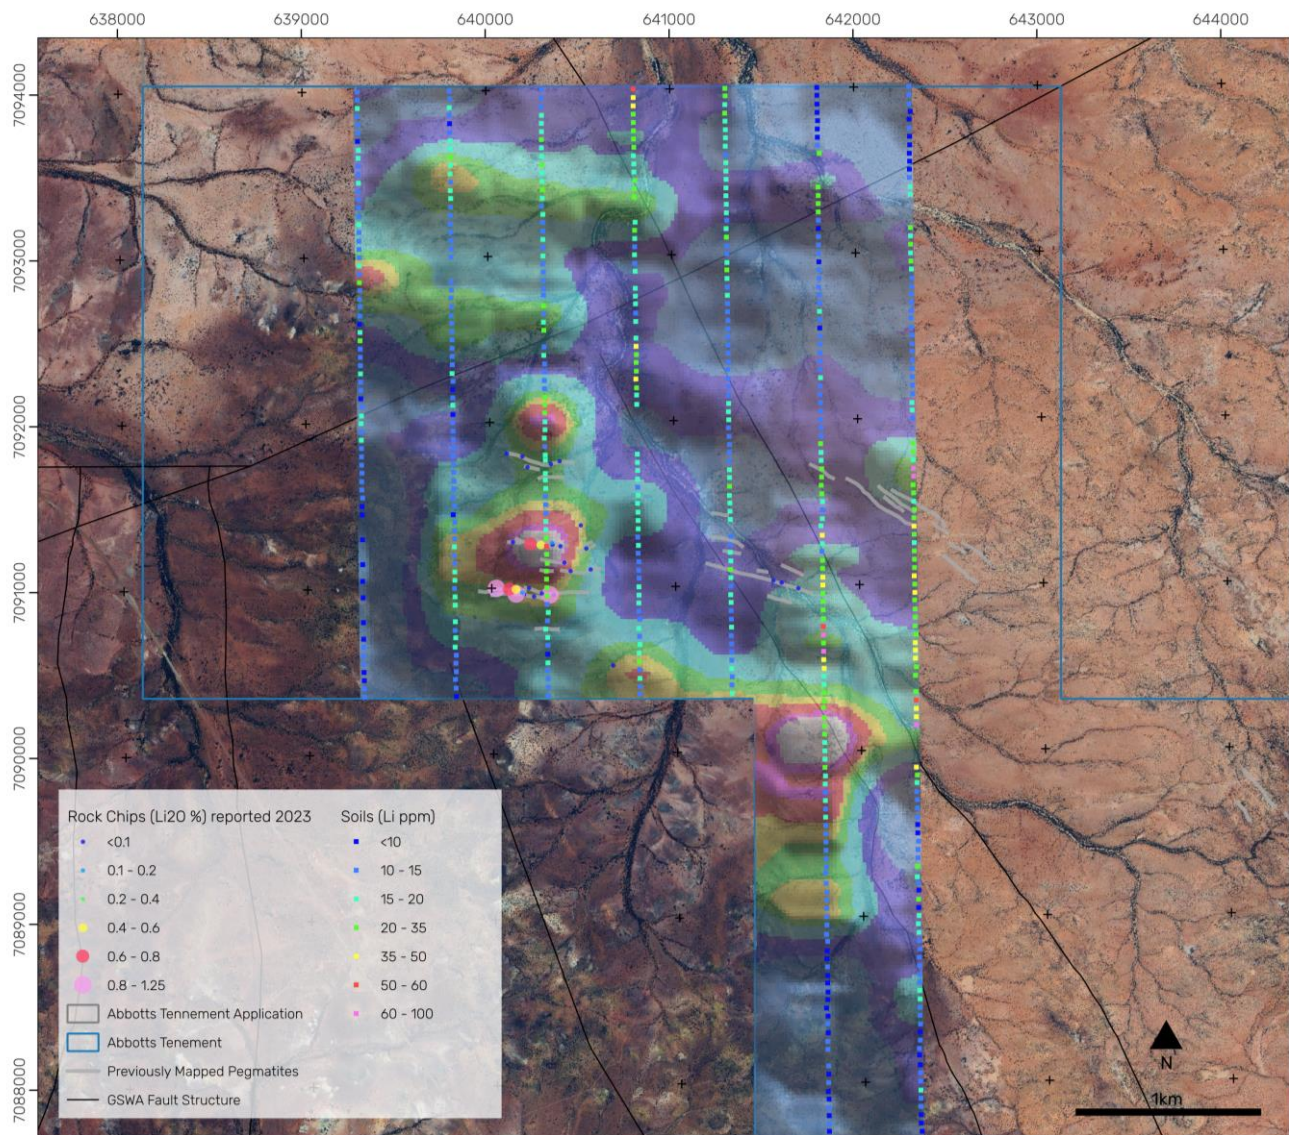 638000 639000 640000 641000 642000 643000 644000
7094000
7093000
7092000
7091000
7090000
7089000
7088000
Rock Chips (Li20 %) reported 2023
<0.1
0.1 - 0.2
0.2 - 0.4
0.4 - 0.6
0.6 - 0.8
0.8 - 1.25
Abbotts Tennement Application
Abbotts Tenement
Previously Mapped Pegmatites
GSWA Fault Structure
Soils (Li ppm)
<10
10 - 15
15 - 20
20 - 35
35 - 50
50 - 60
60 - 100
N
1km